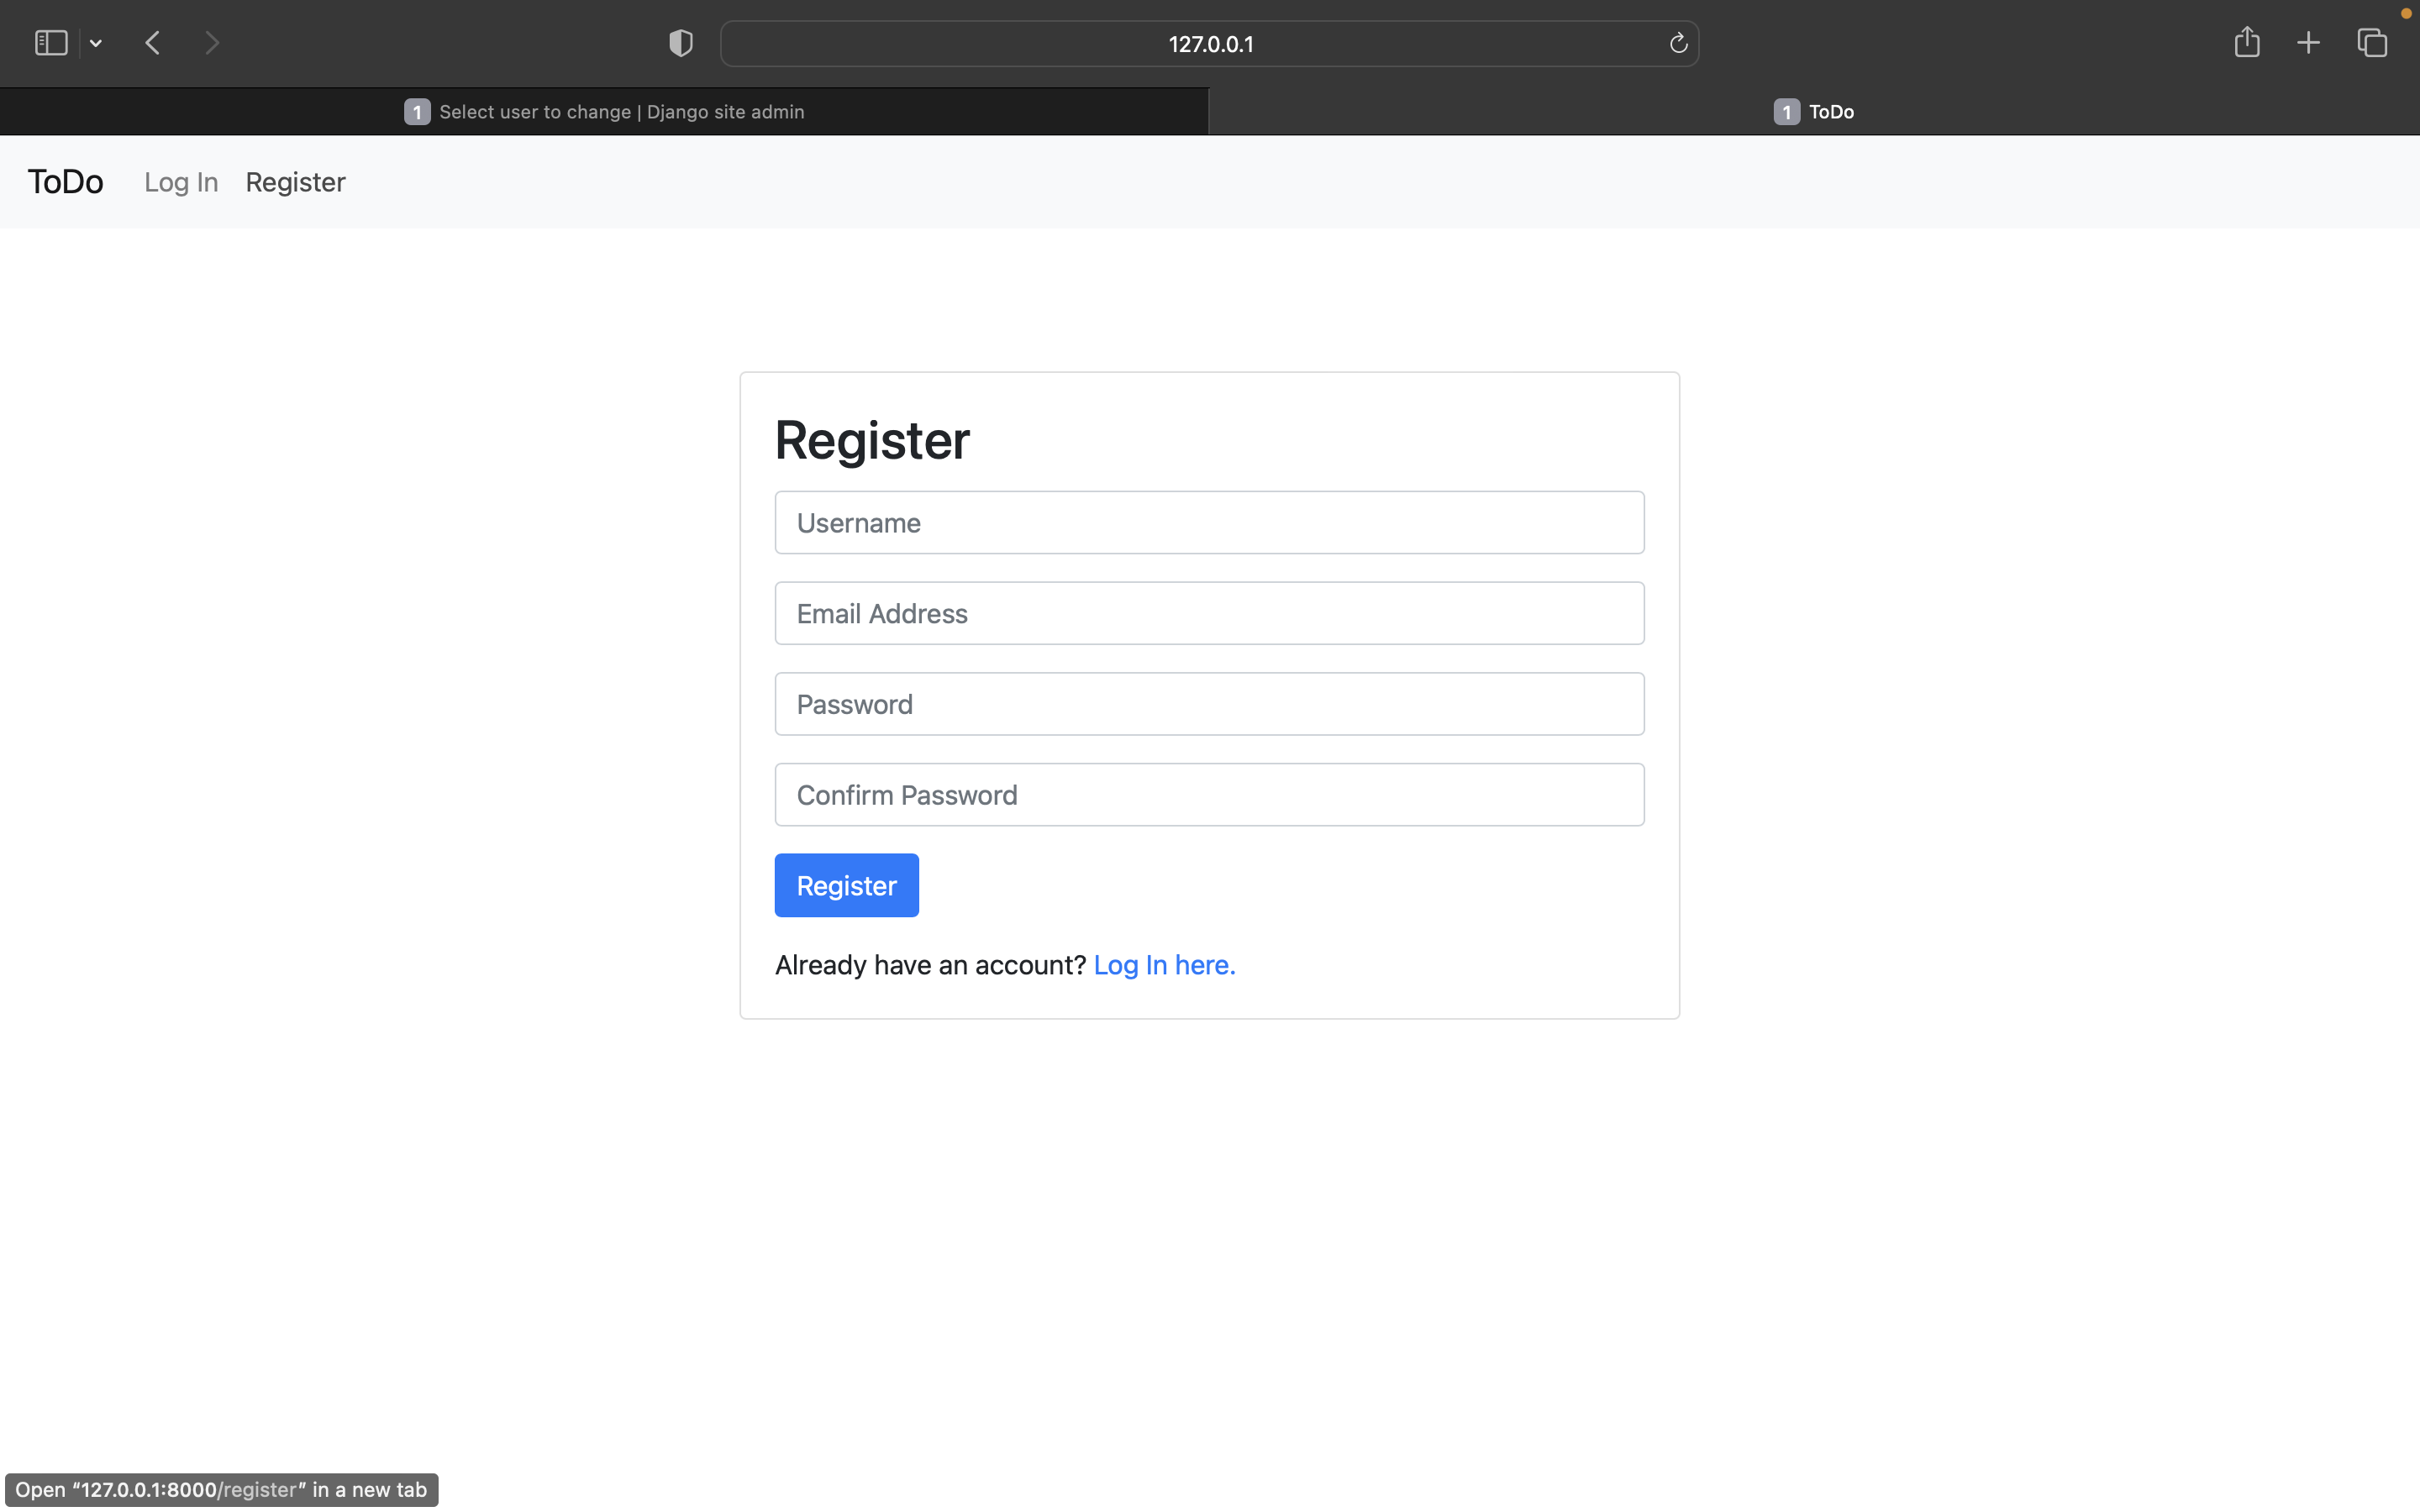 127.0.0.1
1 Select user to change | Django site admin
1 ToDo
ToDo Log In Register
Register
Username
Email Address
Password
Confirm Password
Register
Already have an account? Log In here.
Open “127.0.0.1:8000/register” in a new tab